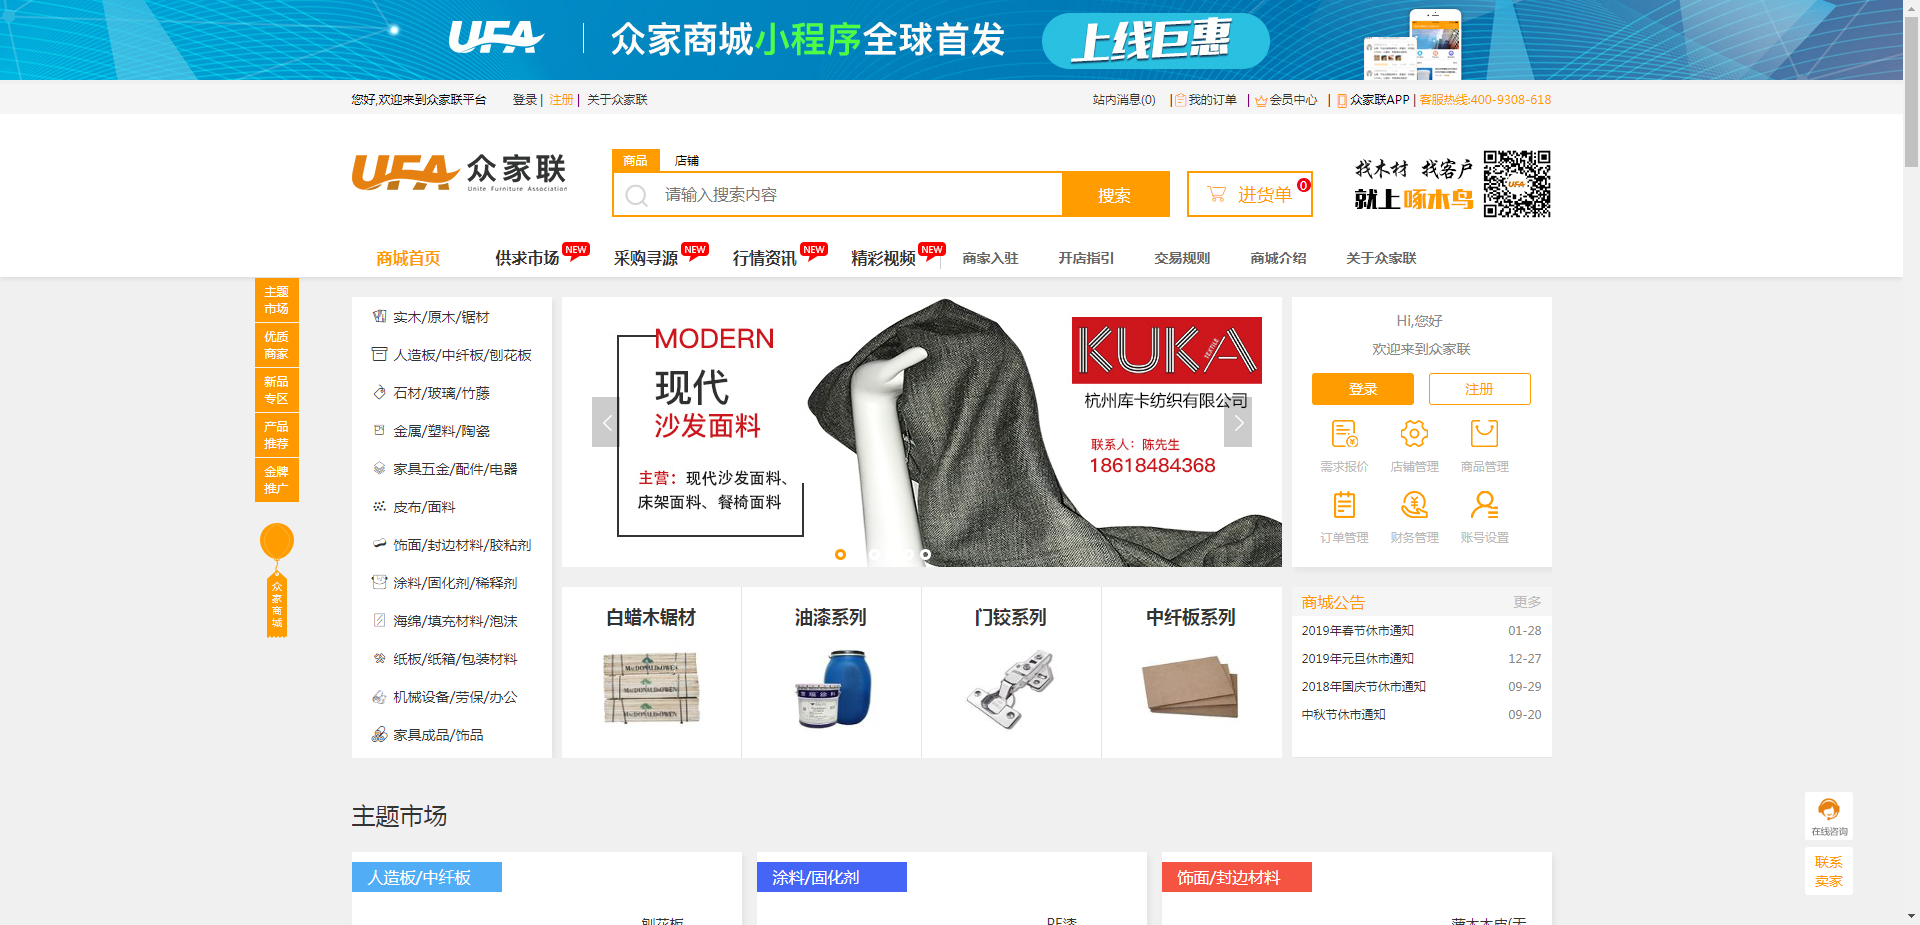 UFA 众家商城小程序全球首发 上线巨惠
您好,欢迎来到众家联平台 登录 | 注册 | 关于众家联
站内消息(0) | 我的订单 | 会员中心 | 众家联APP | 客服热线:400-9308-618
UFA 众家联
Unite Furniture Association
商品 店铺
请输入搜索内容 搜索
进货单 0
找木材 找客户
就上啄木鸟
UFA
商城首页 供求市场 NEW 采购寻源 NEW 行情资讯 NEW 精彩视频 NEW 商家入驻 开店指引 交易规则 商城介绍 关于众家联
主题
市场
优质
商家
新品
专区
产品
推荐
金牌
推广
众家商城
实木/原木/锯材
人造板/中纤板/刨花板
石材/玻璃/竹藤
金属/塑料/陶瓷
家具五金/配件/电器
皮布/面料
饰面/封边材料/胶粘剂
涂料/固化剂/稀释剂
海绵/填充材料/泡沫
纸板/纸箱/包装材料
机械设备/劳保/办公
家具成品/饰品
MODERN
现代
沙发面料
主营：现代沙发面料、
床架面料、餐椅面料
KUKA TEXTILE
杭州库卡纺织有限公司
联系人：陈先生
18618484368
Hi,您好
欢迎来到众家联
登录 注册
需求报价 店铺管理 商品管理
订单管理 财务管理 账号设置
白蜡木锯材 油漆系列 门铰系列 中纤板系列
MacDONALD&OWEN
MacDONALD&OWEN
MacDONALD&OWEN
商城公告 更多
2019年春节休市通知 01-28
2019年元旦休市通知 12-27
2018年国庆节休市通知 09-29
中秋节休市通知 09-20
主题市场
人造板/中纤板 涂料/固化剂 饰面/封边材料
刨花板 PE漆
在线咨询
联系
卖家